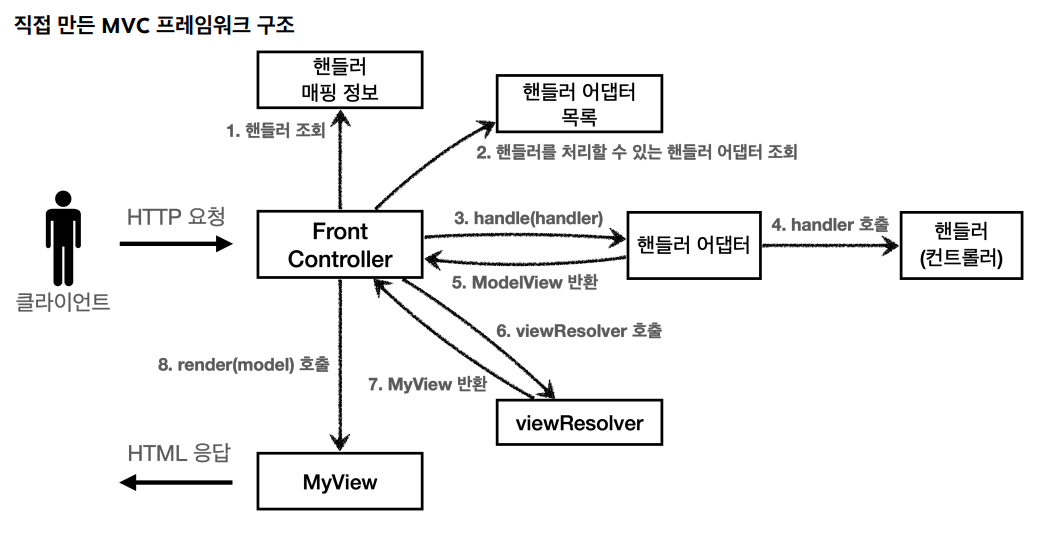 직접 만든 MVC 프레임워크 구조
핸들러
매핑 정보
핸들러 어댑터
목록
1. 핸들러 조회
2. 핸들러를 처리할 수 있는 핸들러 어댑터 조회
HTTP 요청
Front
Controller
3. handle(handler)
핸들러 어댑터
4. handler 호출
핸들러
(컨트롤러)
클라이언트
5. ModelView 반환
6. viewResolver 호출
8. render(model) 호출
7. MyView 반환
viewResolver
HTML 응답
MyView